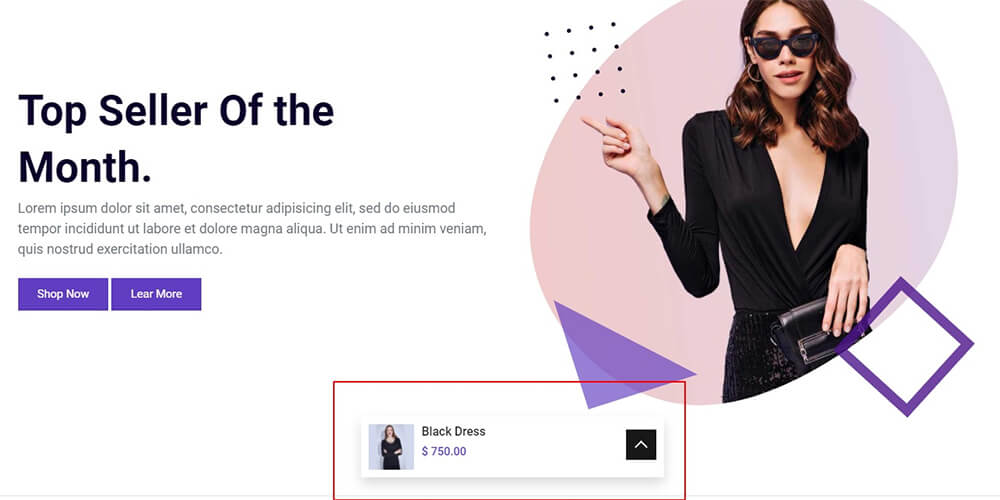 Top Seller Of the
Month.
Lorem ipsum dolor sit amet, consectetur adipisicing elit, sed do eiusmod
tempor incididunt ut labore et dolore magna aliqua. Ut enim ad minim veniam,
quis nostrud exercitation ullamco.
Shop Now
Lear More
Black Dress
$ 750.00